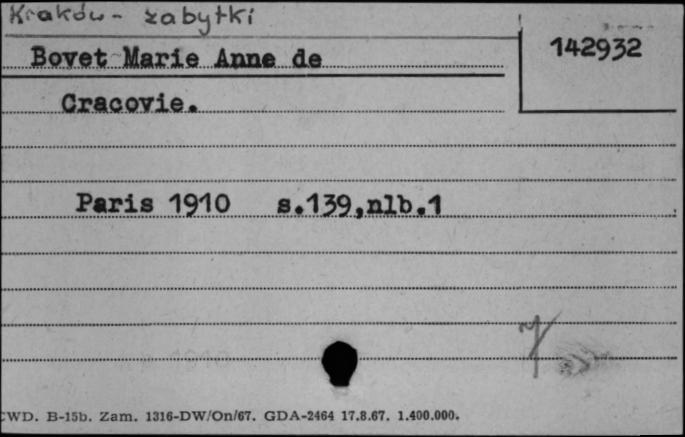 Kraków - zabytki
142932
Bovet Marie Anne de
Cracovie.
Paris 1910 s.139,nlb.1
CWD. B-15b. Zam. 1316-DW/On/67. GDA-2464 17.8.67. 1.400.000.